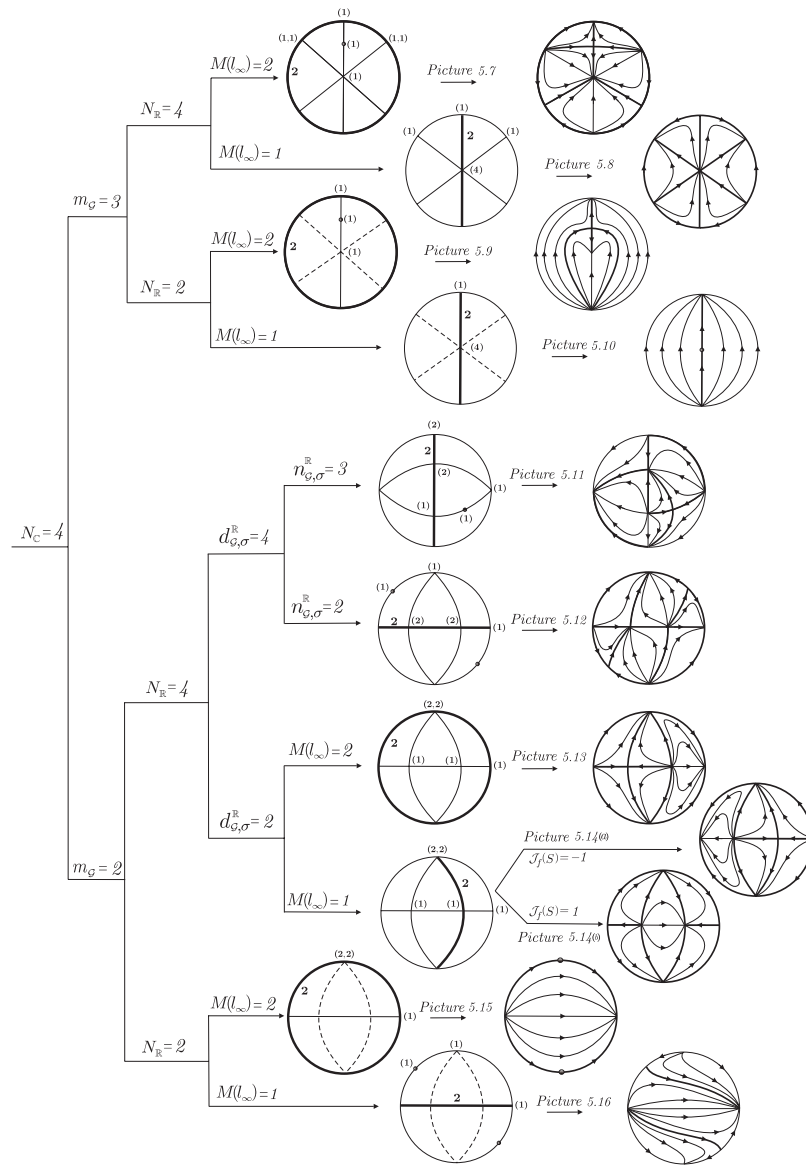 (1)
(1,1) (1) (1,1)
M(l∞)=2 2 (1) Picture 5.7
N_ℝ=4
M(l∞)=1 (1) (1) (1) 2 (4) Picture 5.8
m_𝒢=3
(1)
M(l∞)=2 2 (1) (1) Picture 5.9
N_ℝ=2
M(l∞)=1 (1) 2 (4) Picture 5.10
(2)
n^ℝ_{𝒢,σ}=3 2 (2) (1) (1) (1) Picture 5.11
N_ℂ=4
d^ℝ_{𝒢,σ}=4
(1) (1)
n^ℝ_{𝒢,σ}=2 2 (2) (2) (1) Picture 5.12
N_ℝ=4
(2,2)
M(l∞)=2 2 (1) (1) (1) Picture 5.13
d^ℝ_{𝒢,σ}=2
Picture 5.14(a)
𝒥_f(S)=-1
(2,2)
M(l∞)=1 2 (1) (1) (1)
𝒥_f(S)=1
Picture 5.14(b)
m_𝒢=2
(2,2)
M(l∞)=2 2 (1) Picture 5.15
N_ℝ=2
(1) (1)
M(l∞)=1 2 (1) Picture 5.16